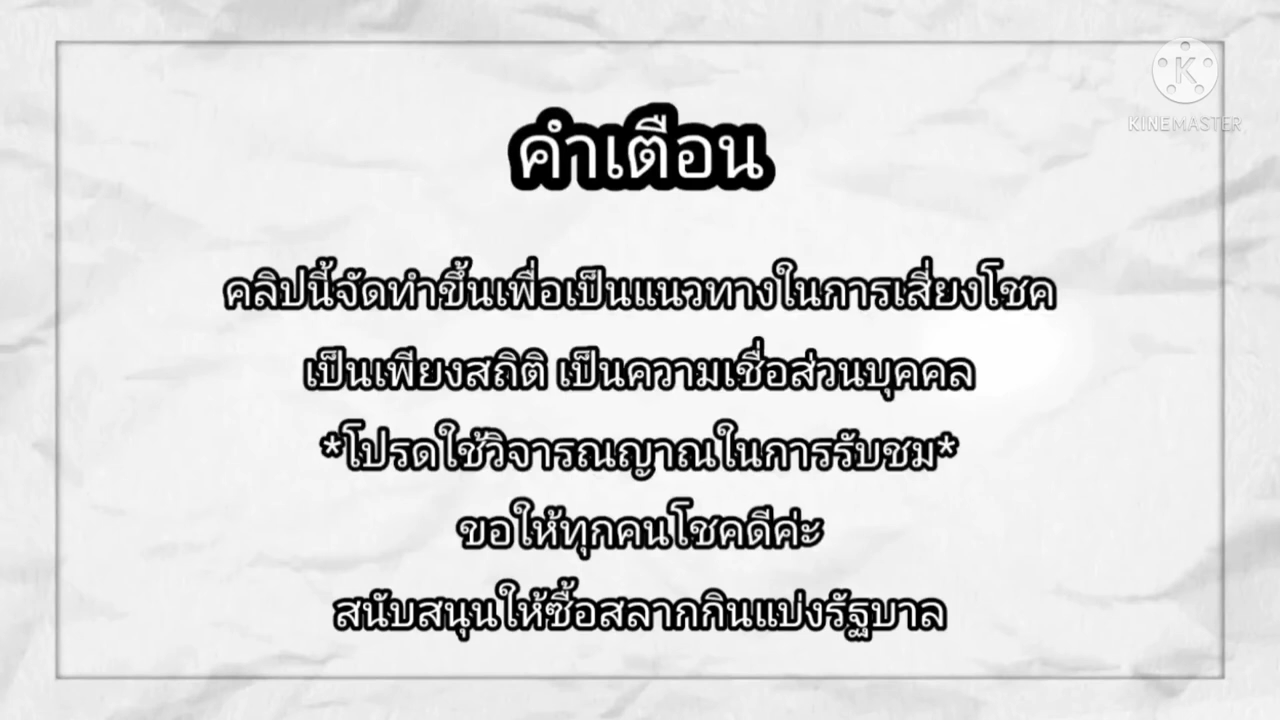 KINEMASTER
คำเตือน
คลิปนี้จัดทำขึ้นเพื่อเป็นแนวทางในการเสี่ยงโชค
เป็นเพียงสถิติ เป็นความเชื่อส่วนบุคคล
*โปรดใช้วิจารณญาณในการรับชม*
ขอให้ทุกคนโชคดีค่ะ
สนับสนุนให้ซื้อสลากกินแบ่งรัฐบาล